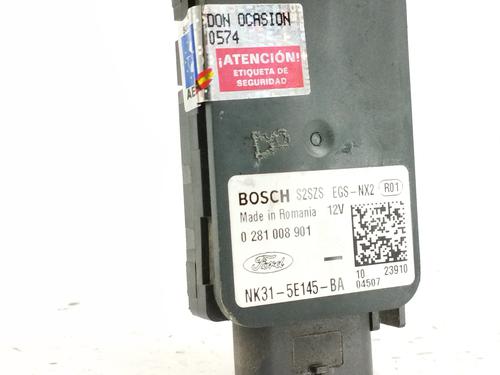 DON OCASION
0574
¡ATENCIÓN!
ETIQUETA DE
SEGURIDAD
BOSCH S2SZS EGS-NX2 R01
Made in Romania 12V
0 281 008 901
Ford
10 23910
NK31-5E145-BA 04507